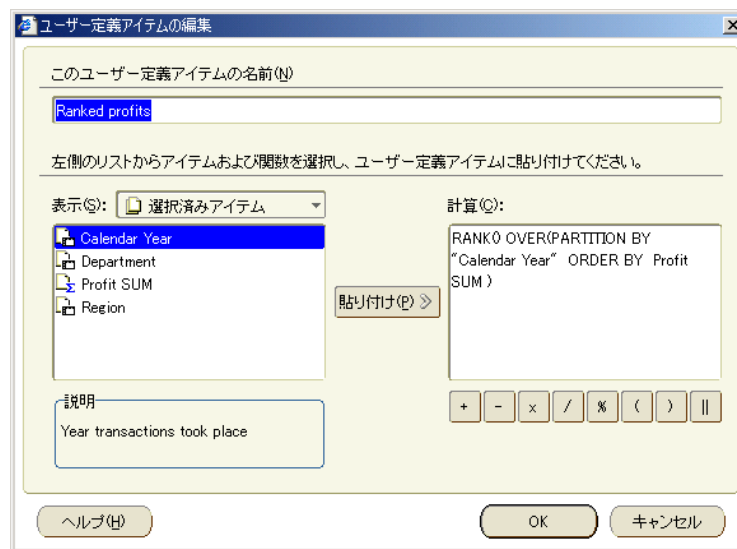 ユーザー定義アイテムの編集
このユーザー定義アイテムの名前(N)
Ranked profits
左側のリストからアイテムおよび関数を選択し、ユーザー定義アイテムに貼り付けてください。
表示(S): 選択済みアイテム
計算(C):
Calendar Year
Department
Profit SUM
Region
貼り付け(P)
RANK() OVER(PARTITION BY
"Calendar Year" ORDER BY Profit
SUM )
+ - x / % ( ) ||
説明
Year transactions took place
ヘルプ(H)
OK
キャンセル